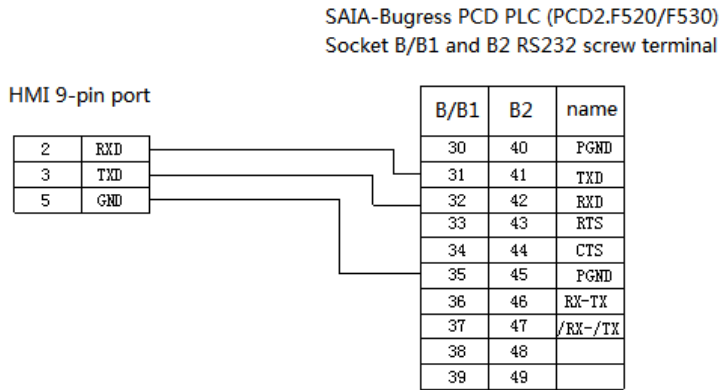 SAIA-Bugress PCD PLC (PCD2.F520/F530)
Socket B/B1 and B2 RS232 screw terminal
HMI 9-pin port
2 RXD
3 TXD
5 GND
B/B1 B2 name
30 40 PGND
31 41 TXD
32 42 RXD
33 43 RTS
34 44 CTS
35 45 PGND
36 46 RX-TX
37 47 /RX-/TX
38 48
39 49